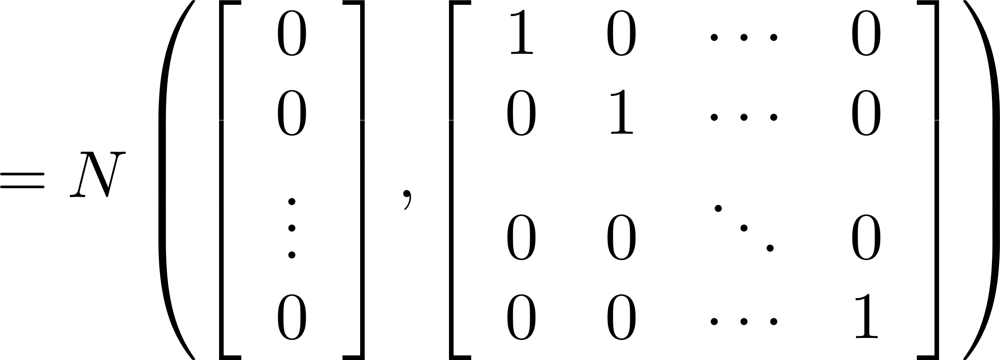 = N ( [ 0 0 ⋮ 0 ] , [ 1 0 ⋯ 0
0 1 ⋯ 0
0 0 ⋱ 0
0 0 ⋯ 1 ] )